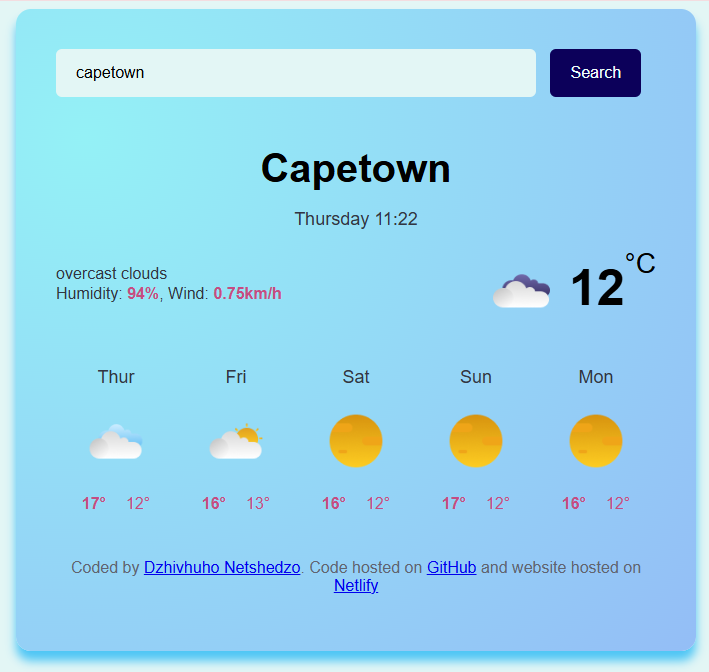 capetown Search
Capetown
Thursday 11:22
overcast clouds
Humidity: 94%, Wind: 0.75km/h
12 °C
Thur Fri Sat Sun Mon
17° 12° 16° 13° 16° 12° 17° 12° 16° 12°
Coded by Dzhivhuho Netshedzo. Code hosted on GitHub and website hosted on
Netlify